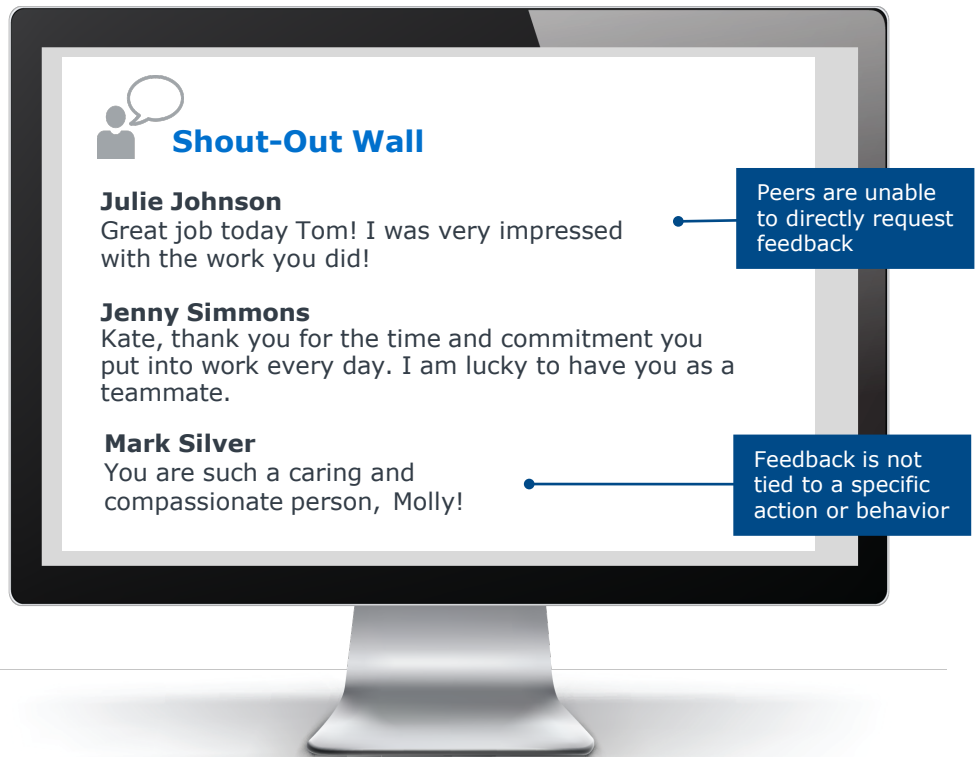 Shout-Out Wall
Julie Johnson
Great job today Tom! I was very impressed
with the work you did!
Peers are unable
to directly request
feedback
Jenny Simmons
Kate, thank you for the time and commitment you
put into work every day. I am lucky to have you as a
teammate.
Mark Silver
You are such a caring and
compassionate person, Molly!
Feedback is not
tied to a specific
action or behavior